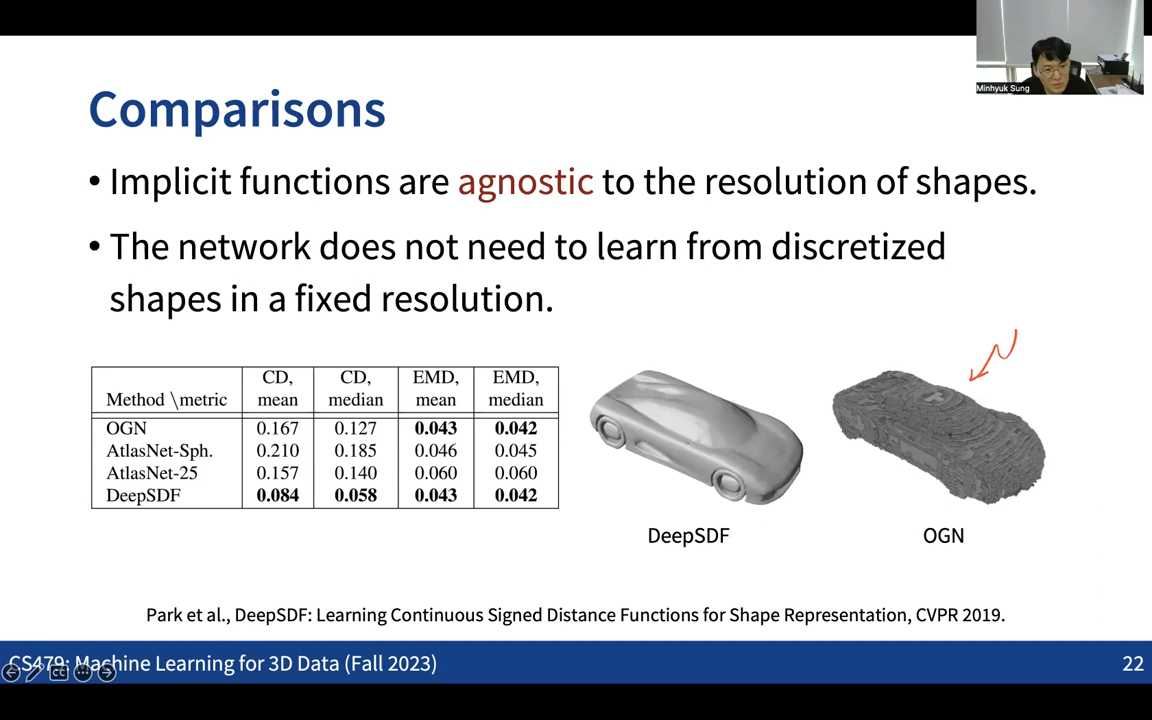 Minhyuk Sung
Comparisons
• Implicit functions are agnostic to the resolution of shapes.
• The network does not need to learn from discretized
shapes in a fixed resolution.
Method \metric CD, mean CD, median EMD, mean EMD, median
OGN 0.167 0.127 0.043 0.042
AtlasNet-Sph. 0.210 0.185 0.046 0.045
AtlasNet-25 0.157 0.140 0.060 0.060
DeepSDF 0.084 0.058 0.043 0.042
DeepSDF OGN
Park et al., DeepSDF: Learning Continuous Signed Distance Functions for Shape Representation, CVPR 2019.
CS479: Machine Learning for 3D Data (Fall 2023) 22
CC